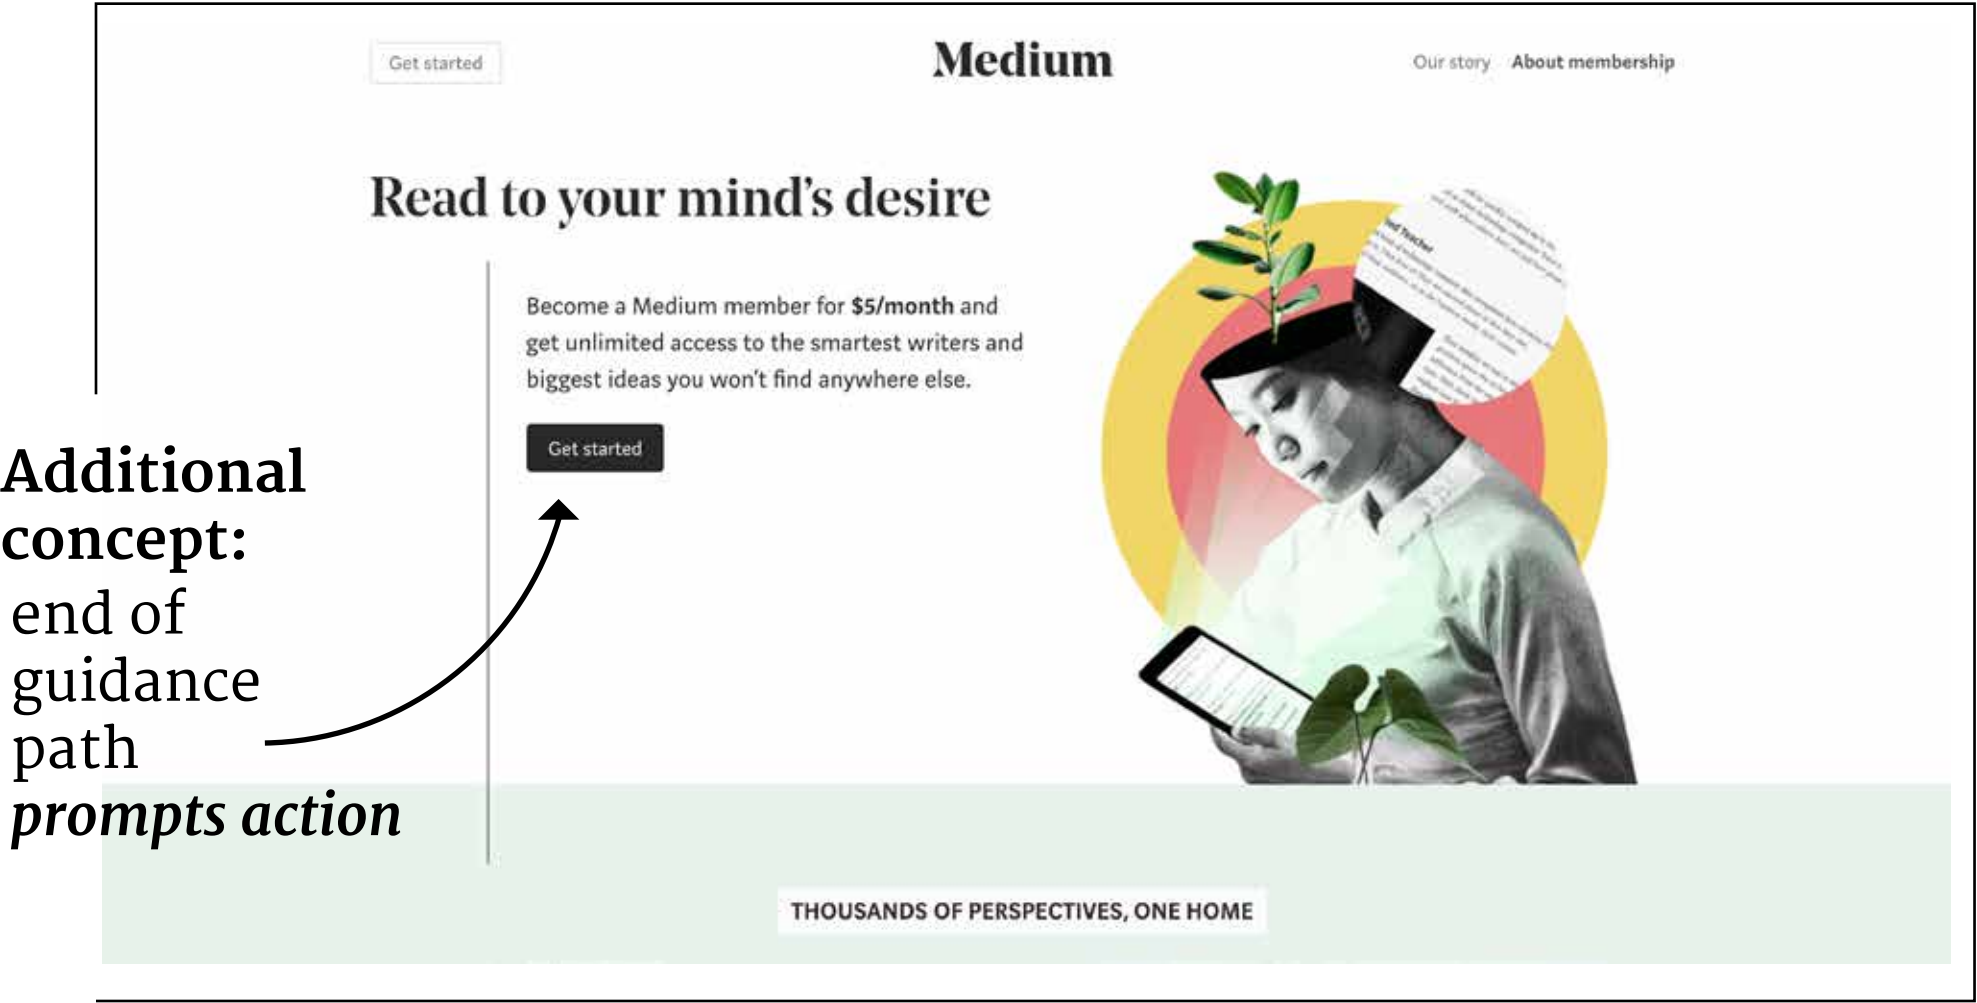 Get started
Medium
Our story
About membership
Read to your mind's desire
Become a Medium member for $5/month and
get unlimited access to the smartest writers and
biggest ideas you won't find anywhere else.
Get started
Additional
concept:
end of
guidance
path
prompts action
THOUSANDS OF PERSPECTIVES, ONE HOME